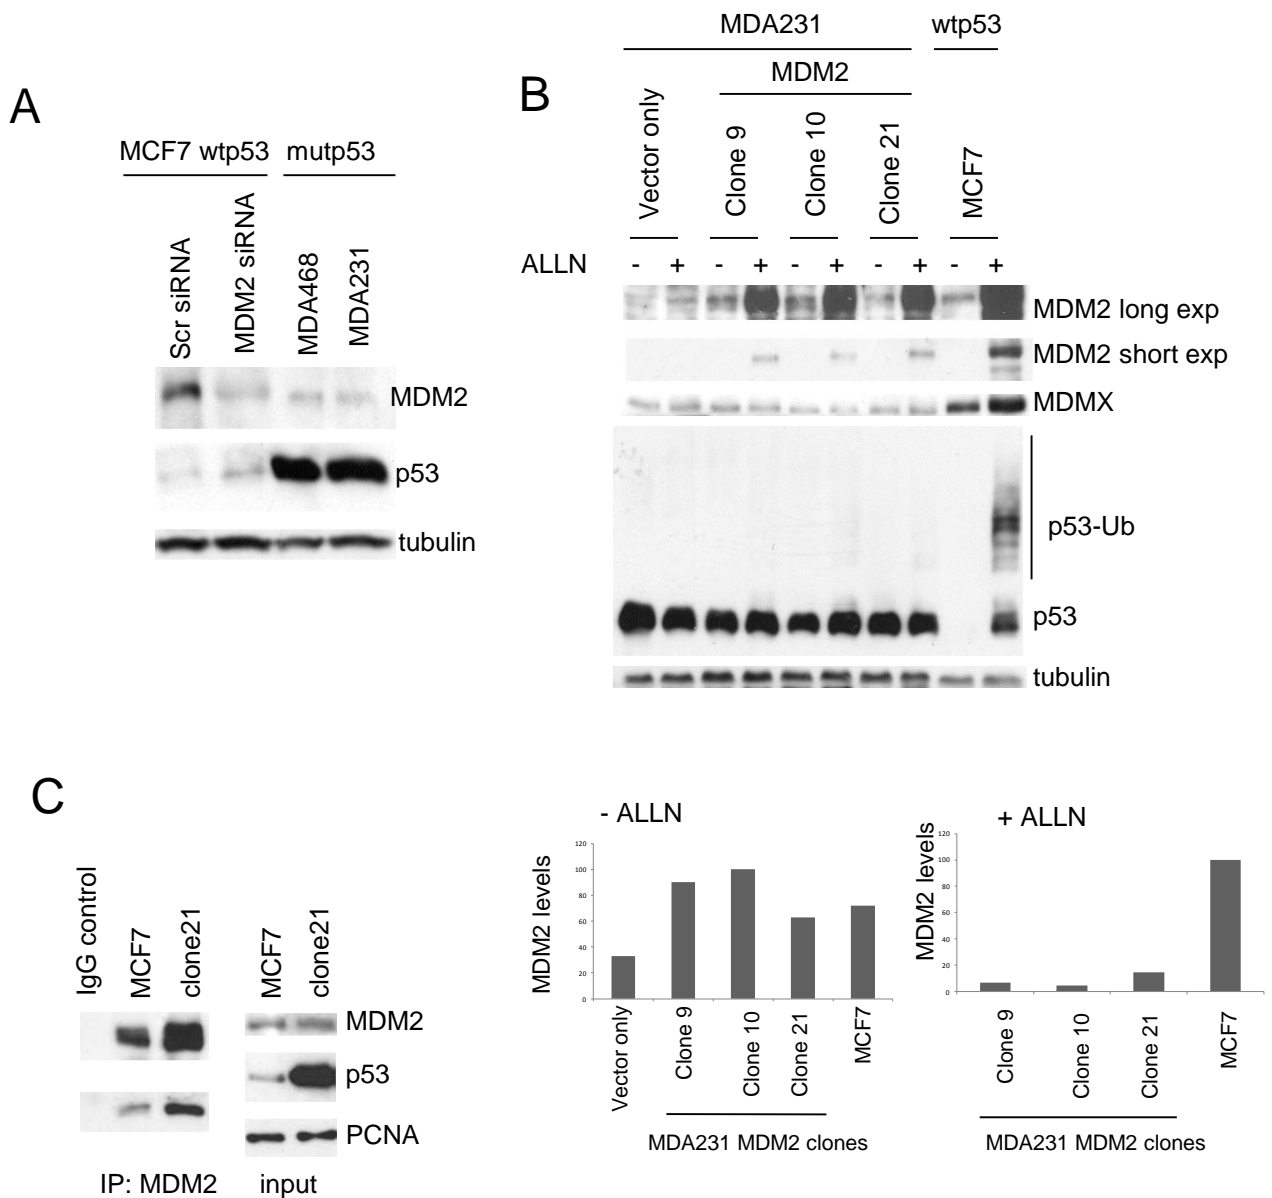 A
MCF7 wtp53
mutp53
Scr siRNA
MDM2 siRNA
MDA468
MDA231
MDM2
p53
tubulin
B
MDA231
wtp53
MDM2
Vector only
Clone 9
Clone 10
Clone 21
MCF7
ALLN - + - + - + - + - +
MDM2 long exp
MDM2 short exp
MDMX
p53-Ub
p53
tubulin
C
IgG control
MCF7
clone21
MCF7
clone21
MDM2
p53
PCNA
IP: MDM2
input
- ALLN
MDM2 levels
120
100
80
60
40
20
0
Vector only
Clone 9
Clone 10
Clone 21
MCF7
MDA231 MDM2 clones
+ ALLN
MDM2 levels
120
100
80
60
40
20
0
Clone 9
Clone 10
Clone 21
MCF7
MDA231 MDM2 clones